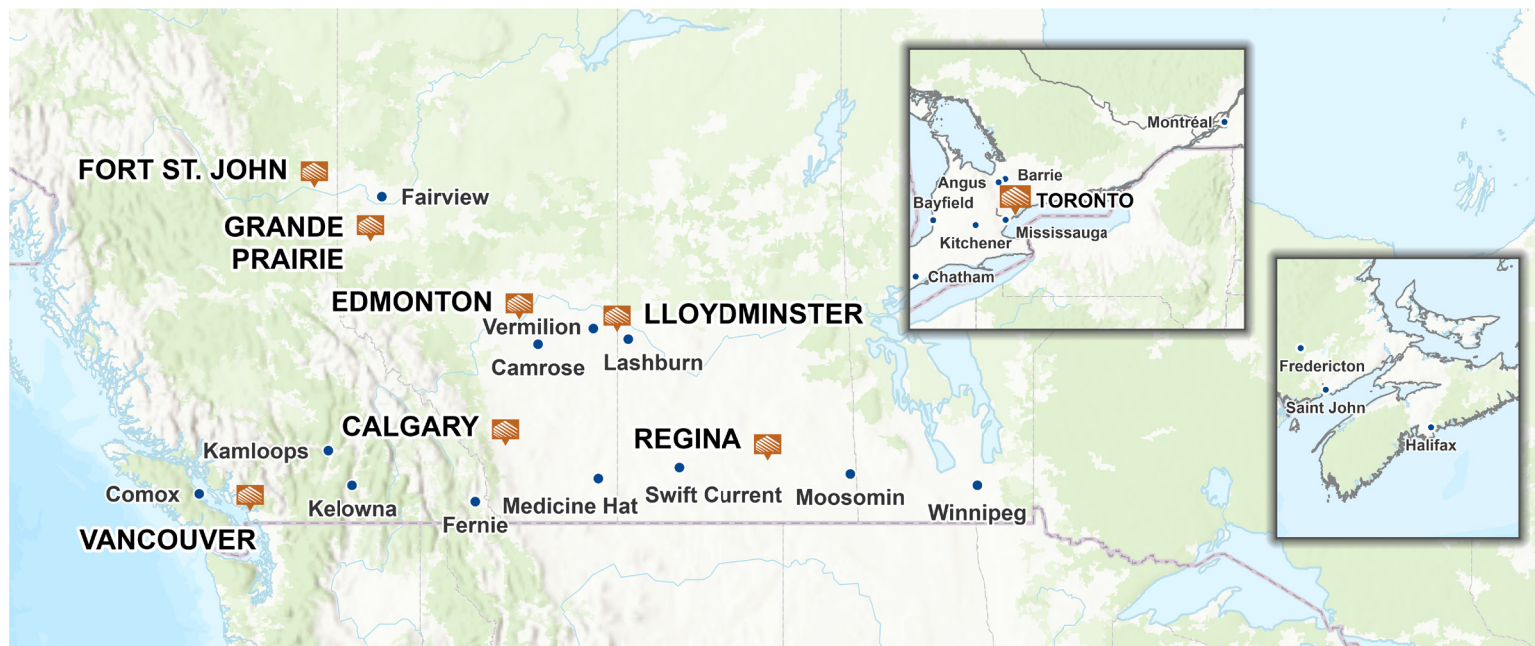 FORT ST. JOHN
Fairview
GRANDE
PRAIRIE
EDMONTON
LLOYDMINSTER
Vermilion
Camrose
Lashburn
CALGARY
REGINA
Kamloops
Comox
Kelowna
Fernie
Medicine Hat
Swift Current
Moosomin
Winnipeg
VANCOUVER
Montréal
Barrie
Angus
TORONTO
Bayfield
Mississauga
Kitchener
Chatham
Fredericton
Saint John
Halifax